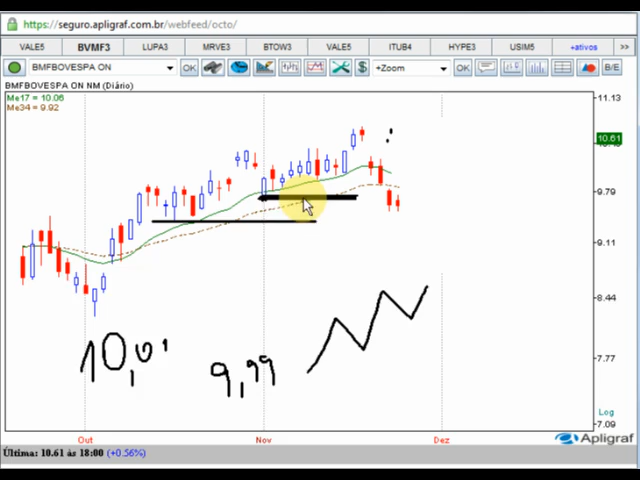 https://seguro.apligraf.com.br/webfeed/octo/
VALE5 BVMF3 LUPA3 MRVE3 BTOW3 VALE5 ITUB4 HYPE3 USIM5 +ativos >>
BMFBOVESPA ON OK $ +Zoom OK B/E
BMFBOVESPA ON NM (Diário)
Me17 = 10.06
Me34 = 9.92
11.13
10.61
9.79
9.11
8.44
7.77
7.09
10,01
9,99
Log
Out Nov Dez
Apligraf
Última: 10.61 ás 18:00 (+0.56%)